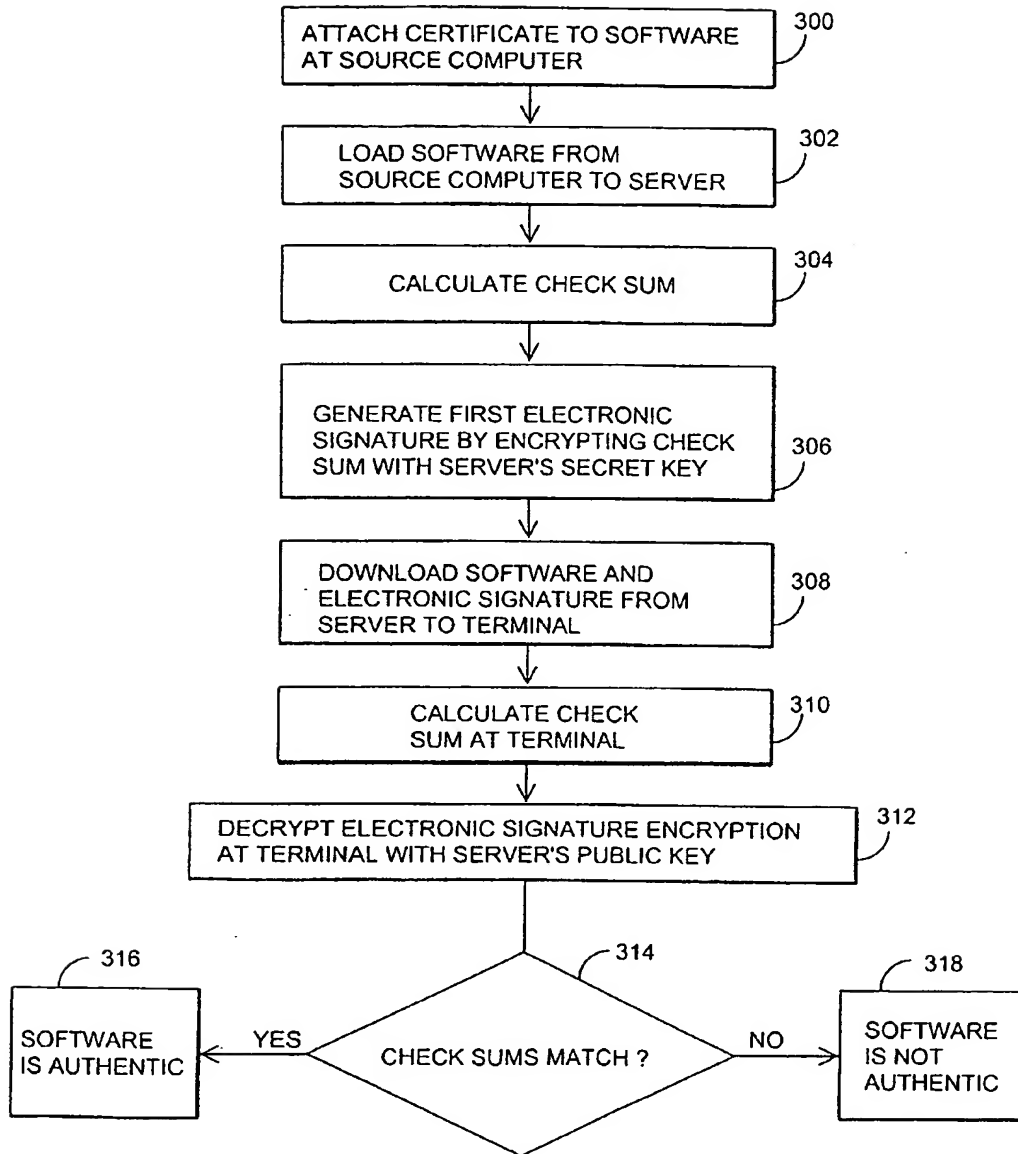 300
ATTACH CERTIFICATE TO SOFTWARE
AT SOURCE COMPUTER
302
LOAD SOFTWARE FROM
SOURCE COMPUTER TO SERVER
304
CALCULATE CHECK SUM
GENERATE FIRST ELECTRONIC
SIGNATURE BY ENCRYPTING CHECK
SUM WITH SERVER'S SECRET KEY
306
DOWNLOAD SOFTWARE AND
ELECTRONIC SIGNATURE FROM
SERVER TO TERMINAL
308
310
CALCULATE CHECK
SUM AT TERMINAL
DECRYPT ELECTRONIC SIGNATURE ENCRYPTION
AT TERMINAL WITH SERVER'S PUBLIC KEY
312
314
316
318
SOFTWARE
IS AUTHENTIC
YES
CHECK SUMS MATCH ?
NO
SOFTWARE
IS NOT
AUTHENTIC